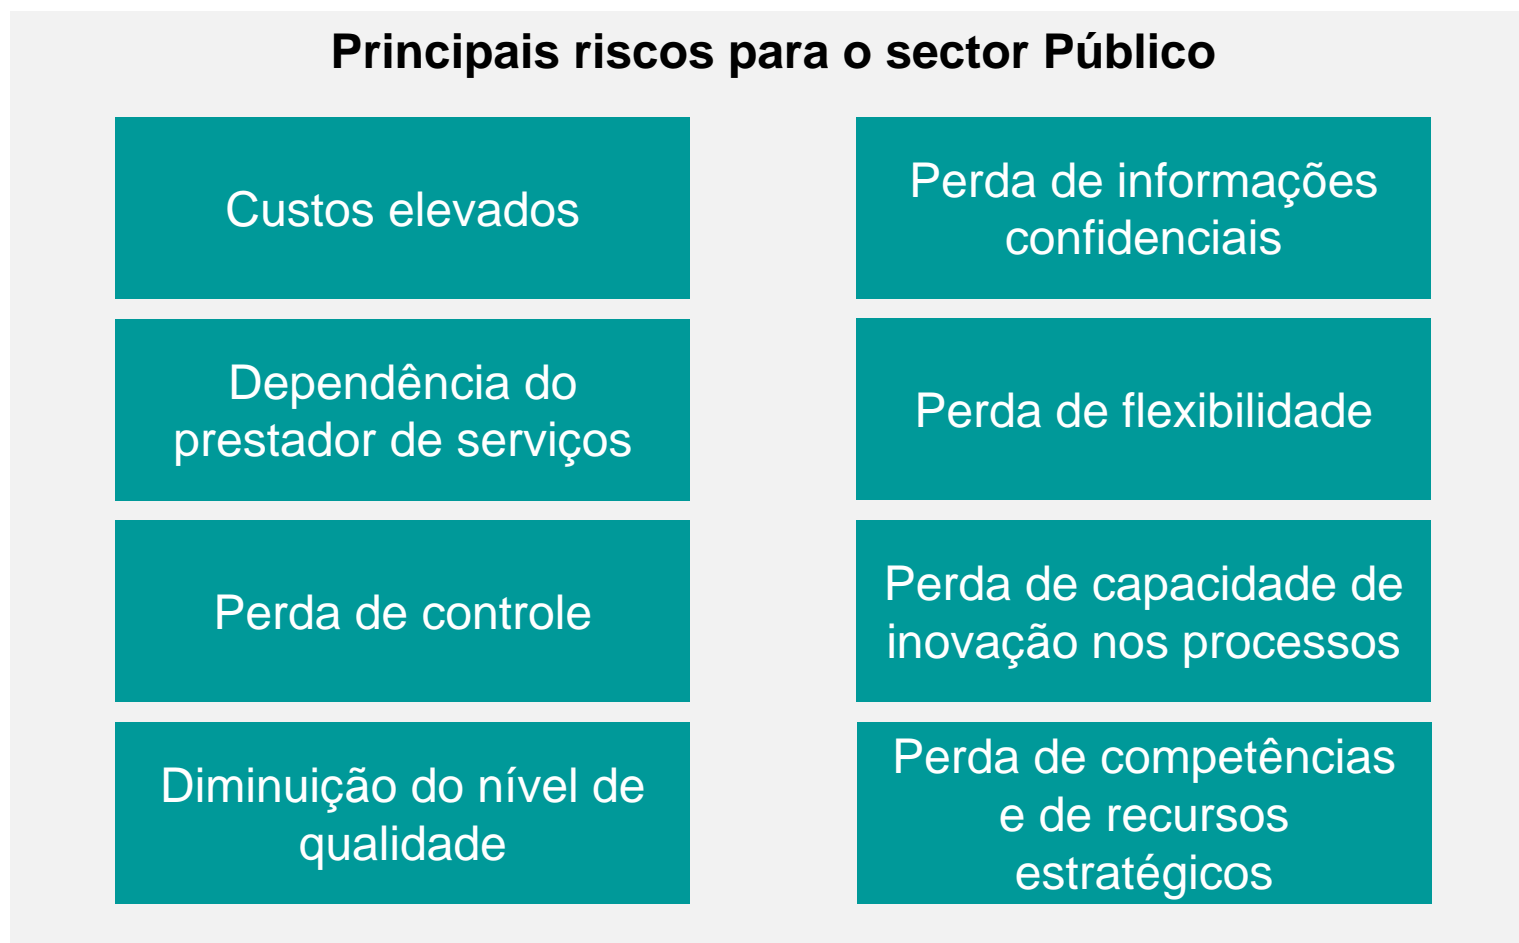 Principais riscos para o sector Público
Custos elevados
Perda de informações
confidenciais
Dependência do
prestador de serviços
Perda de flexibilidade
Perda de controle
Perda de capacidade de
inovação nos processos
Diminuição do nível de
qualidade
Perda de competências
e de recursos
estratégicos